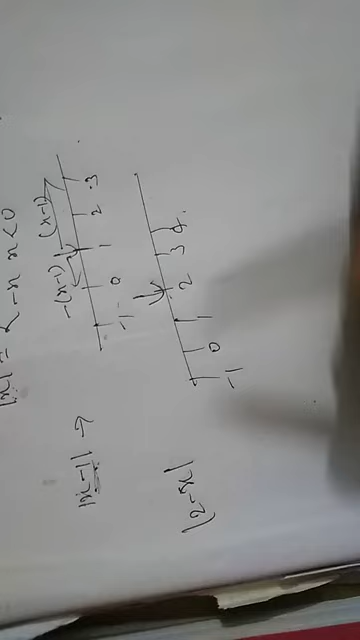 |x| = { -x x<0
|x-1| → -(x-1) (x-1)
-1 0 1 2 3
|2-x|
-1 0 1 2 3 4